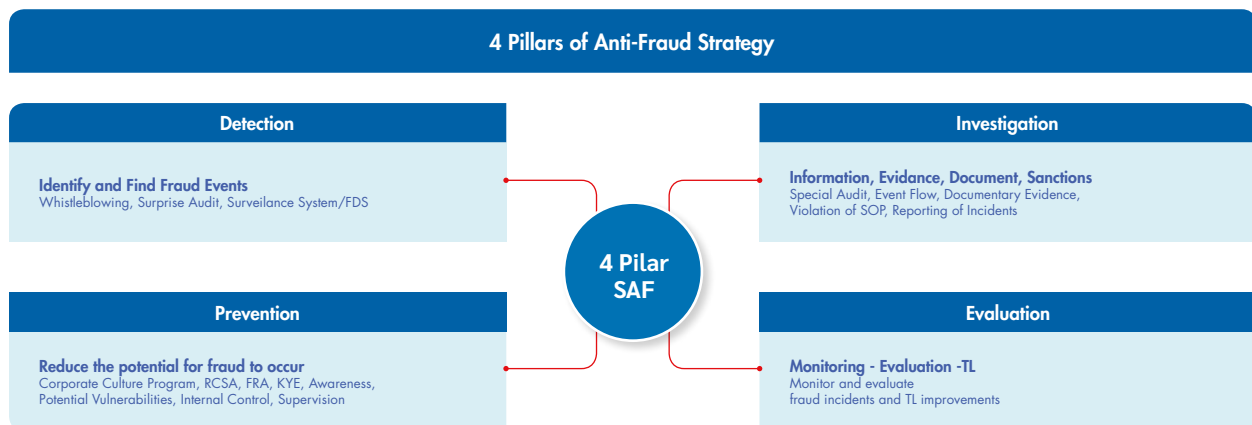 4 Pillars of Anti-Fraud Strategy
Detection
Identify and Find Fraud Events
Whistleblowing, Surprise Audit, Surveilance System/FDS
Investigation
Information, Evidence, Document, Sanctions
Special Audit, Event Flow, Documentary Evidence,
Violation of SOP, Reporting of Incidents
4 Pilar
SAF
Prevention
Reduce the potential for fraud to occur
Corporate Culture Program, RCSA, FRA, KYE, Awareness,
Potential Vulnerabilities, Internal Control, Supervision
Evaluation
Monitoring - Evaluation -TL
Monitor and evaluate
fraud incidents and TL improvements